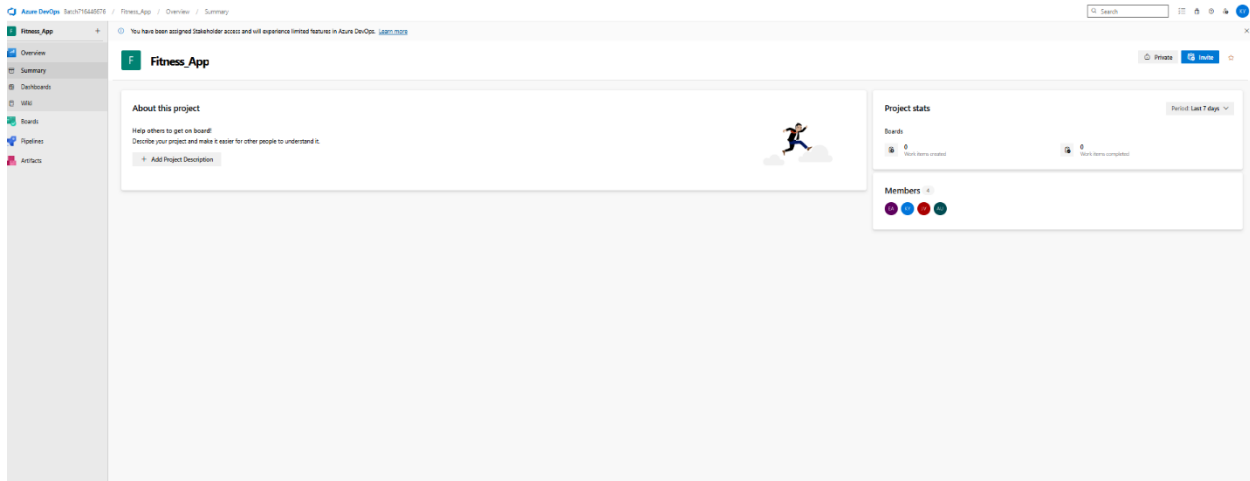 Azure DevOps Batch716446676 / Fitness_App / Overview / Summary
Search
KY
F Fitness_App +
You have been assigned Stakeholder access and will experience limited features in Azure DevOps. Learn more
Overview
Summary
Dashboards
Wiki
Boards
Pipelines
Artifacts
F Fitness_App
Private
Invite
About this project
Help others to get on board!
Describe your project and make it easier for other people to understand it.
+ Add Project Description
Project stats
Period: Last 7 days
Boards
0
Work items created
0
Work items completed
Members 4